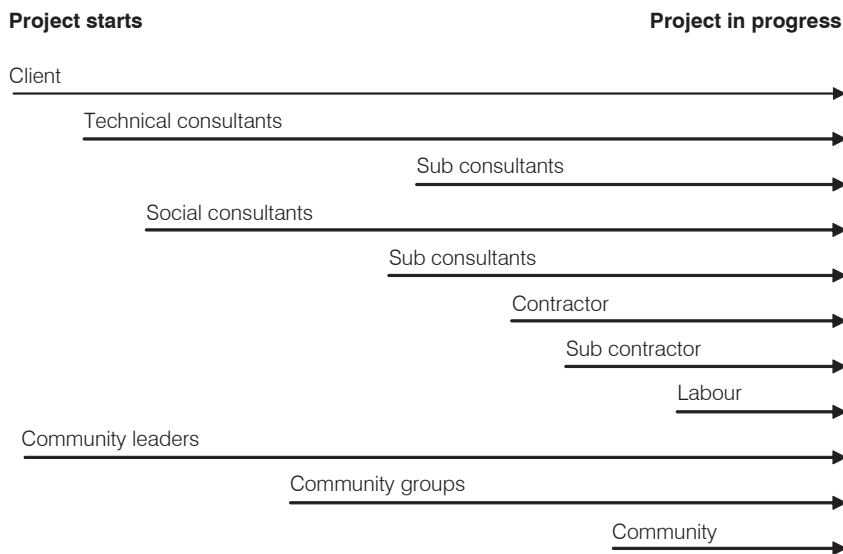 Project starts
Project in progress
Client
Technical consultants
Sub consultants
Social consultants
Sub consultants
Contractor
Sub contractor
Labour
Community leaders
Community groups
Community